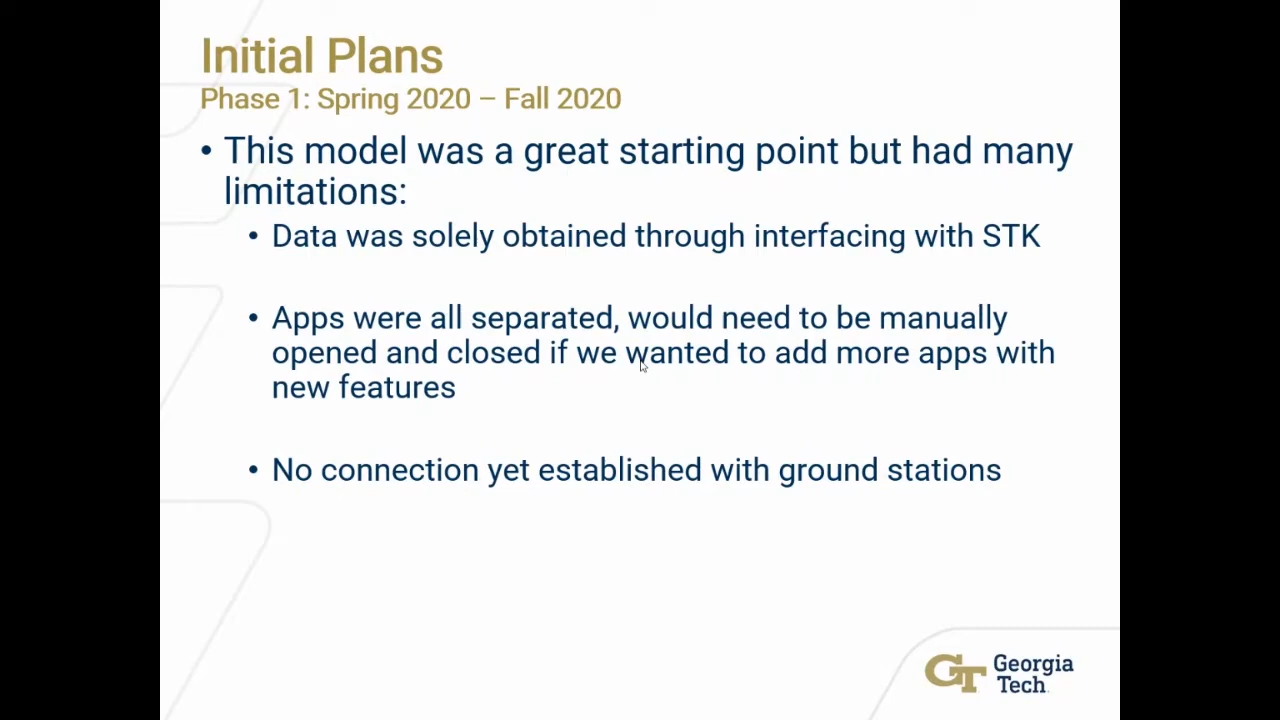 Initial Plans
Phase 1: Spring 2020 – Fall 2020
• This model was a great starting point but had many
limitations:
• Data was solely obtained through interfacing with STK
• Apps were all separated, would need to be manually
opened and closed if we wanted to add more apps with
new features
• No connection yet established with ground stations
GT Georgia
Tech